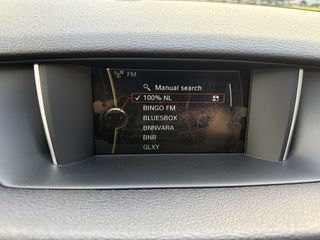 FM
Manual search
100% NL
BINGO FM
BLUESBOX
BNNVARA
BNR
GLXY